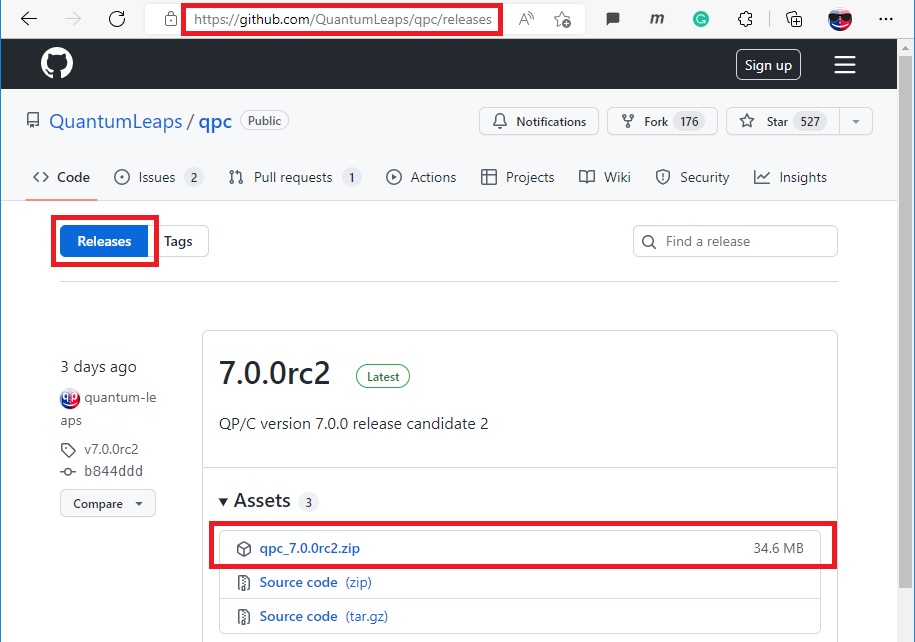 https://github.com/QuantumLeaps/qpc/releases
Sign up
QuantumLeaps / qpc Public
Notifications Fork 176 Star 527
Code Issues 2 Pull requests 1 Actions Projects Wiki Security Insights
Releases Tags Find a release
3 days ago
quantum-le
aps
v7.0.0rc2
b844ddd
Compare
7.0.0rc2 Latest
QP/C version 7.0.0 release candidate 2
Assets 3
qpc_7.0.0rc2.zip 34.6 MB
Source code (zip)
Source code (tar.gz)